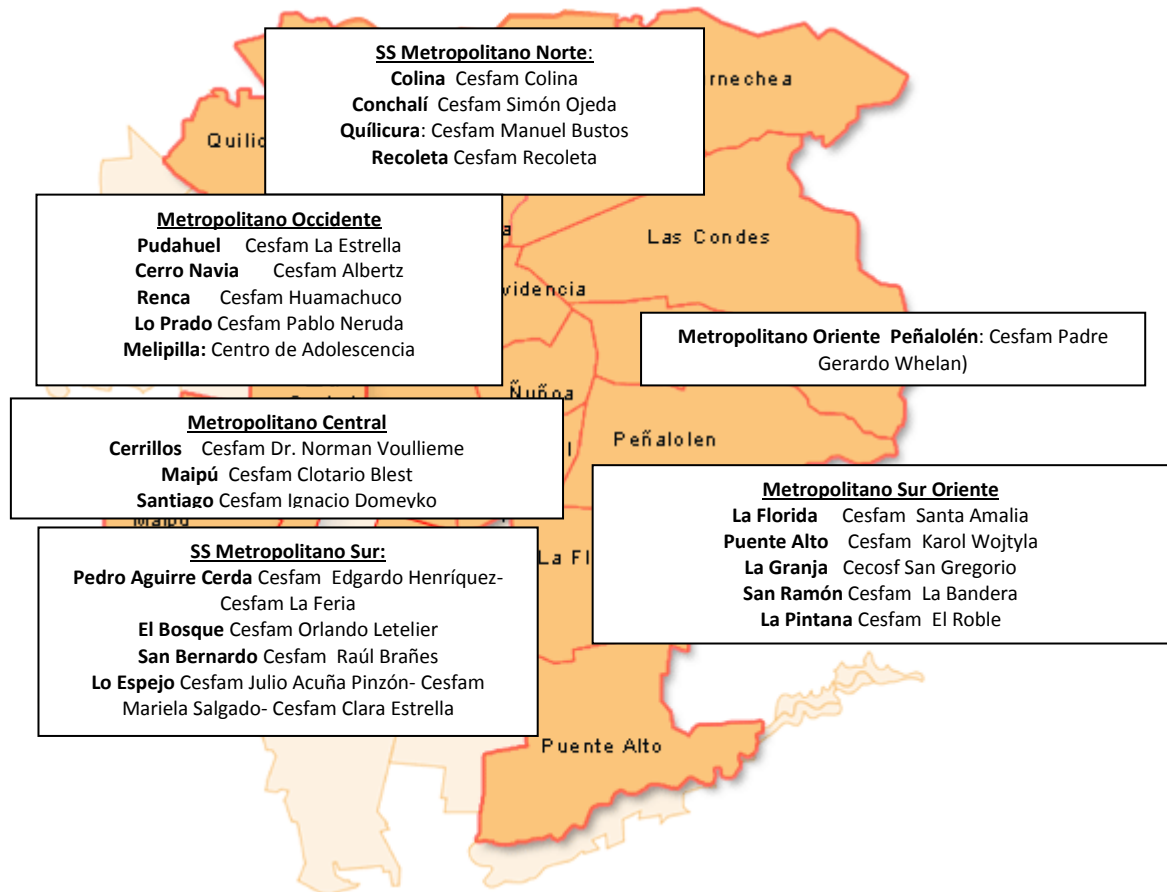 SS Metropolitano Norte:
Colina Cesfam Colina
Conchalí Cesfam Simón Ojeda
Quílicura: Cesfam Manuel Bustos
Recoleta Cesfam Recoleta
rnechea
Quilic
Metropolitano Occidente
Pudahuel Cesfam La Estrella
Cerro Navia Cesfam Albertz
Renca Cesfam Huamachuco
Lo Prado Cesfam Pablo Neruda
Melipilla: Centro de Adolescencia
a
Las Condes
videncia
Metropolitano Oriente Peñalolén: Cesfam Padre
Gerardo Whelan)
Ñuñoa
Metropolitano Central
Cerrillos Cesfam Dr. Norman Voullieme
Maipú Cesfam Clotario Blest
Santiago Cesfam Ignacio Domeyko
l
Peñalolen
Maipú
Metropolitano Sur Oriente
La Florida Cesfam Santa Amalia
Puente Alto Cesfam Karol Wojtyla
La Granja Cecosf San Gregorio
San Ramón Cesfam La Bandera
La Pintana Cesfam El Roble
SS Metropolitano Sur:
Pedro Aguirre Cerda Cesfam Edgardo Henríquez-
Cesfam La Feria
El Bosque Cesfam Orlando Letelier
San Bernardo Cesfam Raúl Brañes
Lo Espejo Cesfam Julio Acuña Pinzón- Cesfam
Mariela Salgado- Cesfam Clara Estrella
La Fl
Puente Alto